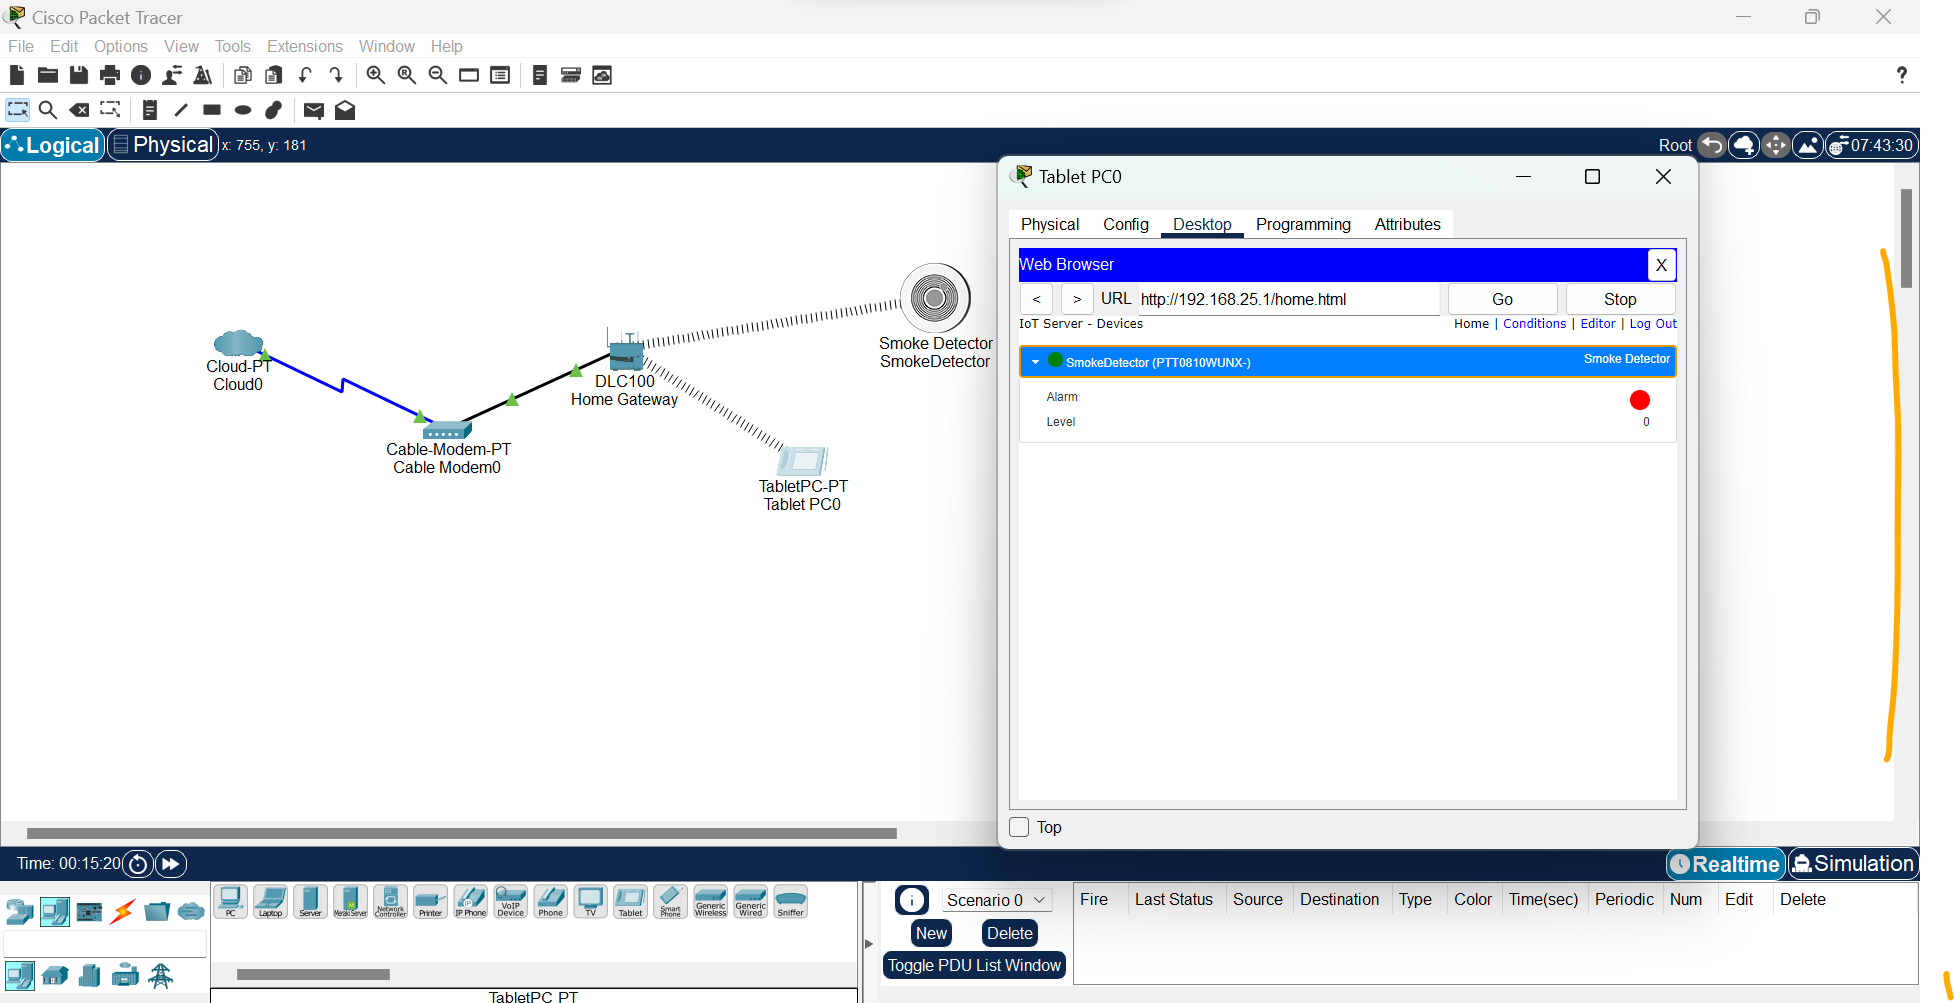 Cisco Packet Tracer
File Edit Options View Tools Extensions Window Help
?
Logical Physical x: 755, y: 181 Root 07:43:30
Cloud-PT
Cloud0
Cable-Modem-PT
Cable Modem0
DLC100
Home Gateway
Smoke Detector
SmokeDetector
TabletPC-PT
Tablet PC0
Tablet PC0
Physical Config Desktop Programming Attributes
Web Browser X
< > URL http://192.168.25.1/home.html Go Stop
IoT Server - Devices Home | Conditions | Editor | Log Out
SmokeDetector (PTT0810WUNX-) Smoke Detector
Alarm
Level 0
Top
Time: 00:15:20 Realtime Simulation
PC Laptop Server Meraki Server Network Controller Printer IP Phone VoIP Device Phone TV Tablet Smart Phone Generic Wireless Generic Wired Sniffer
TabletPC PT
Scenario 0
New Delete
Toggle PDU List Window
Fire Last Status Source Destination Type Color Time(sec) Periodic Num Edit Delete